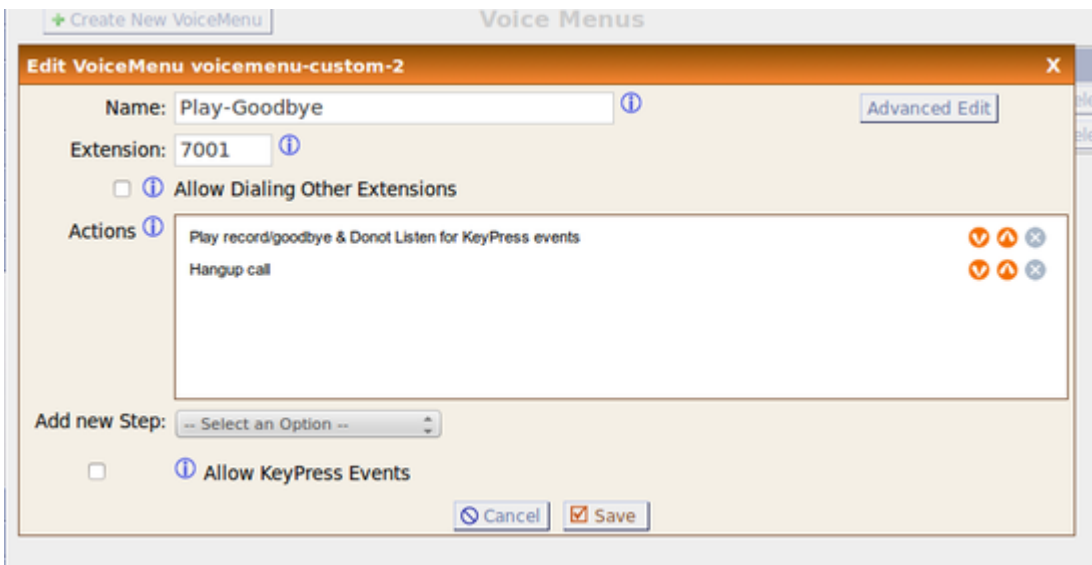 Create New VoiceMenu
Voice Menus
Edit VoiceMenu voicemenu-custom-2 X
Name: Play-Goodbye
Advanced Edit
Extension: 7001
Allow Dialing Other Extensions
Actions
Play record/goodbye & Donot Listen for KeyPress events
Hangup call
Add new Step: -- Select an Option --
Allow KeyPress Events
Cancel Save